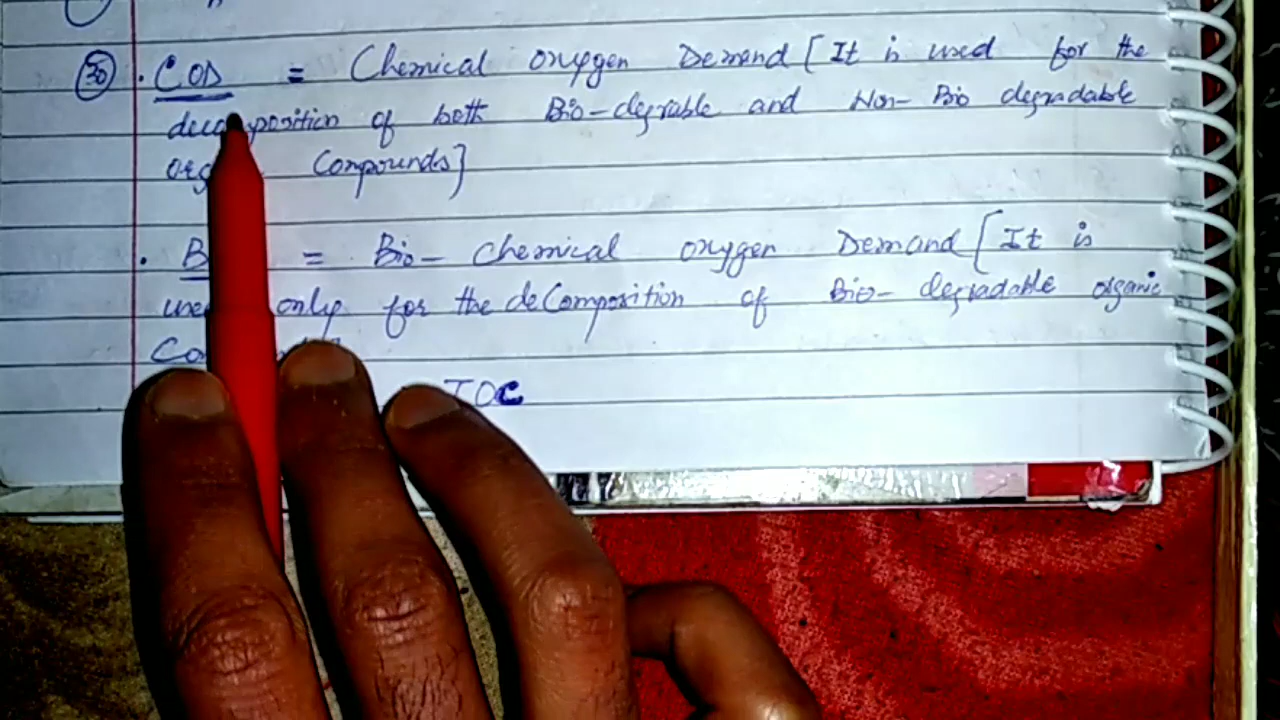 30 . COD = Chemical oxygen Demand [It is used for the
decomposition of both Bio-degrable and Non-Bio degradable
Compounds]
. = Bio-Chemical oxygen Demand [It is
only for the deComposition of Bio-degradable organic
TOC